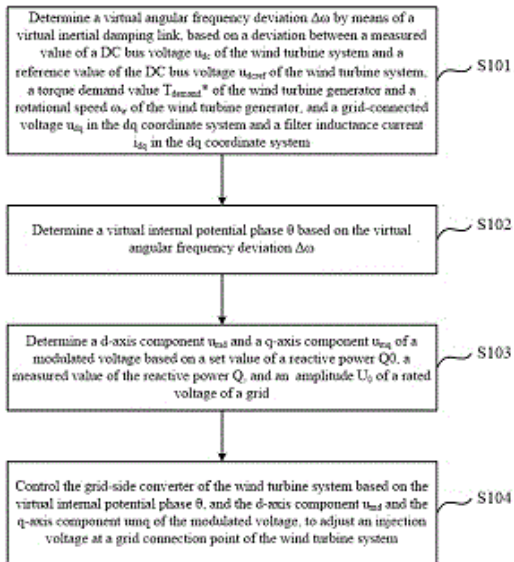 Determine a virtual angular frequency deviation Δω by means of a
virtual inertial damping link, based on a deviation between a measured
value of a DC bus voltage udc of the wind turbine system and a
reference value of the DC bus voltage udcref of the wind turbine system,
a torque demand value Tdemand* of the wind turbine generator and a
rotational speed ωw of the wind turbine generator, and a grid-connected
voltage udq in the dq coordinate system and a filter inductance current
idq in the dq coordinate system
S101
Determine a virtual internal potential phase θ based on the virtual
angular frequency deviation Δω
S102
Determine a d-axis component umd and a q-axis component umq of a
modulated voltage based on a set value of a reactive power Q0, a
measured value of the reactive power Q, and an amplitude U0 of a rated
voltage of a grid
S103
Control the grid-side converter of the wind turbine system based on the
virtual internal potential phase θ, and the d-axis component umd and the
q-axis component umq of the modulated voltage, to adjust an injection
voltage at a grid connection point of the wind turbine system
S104